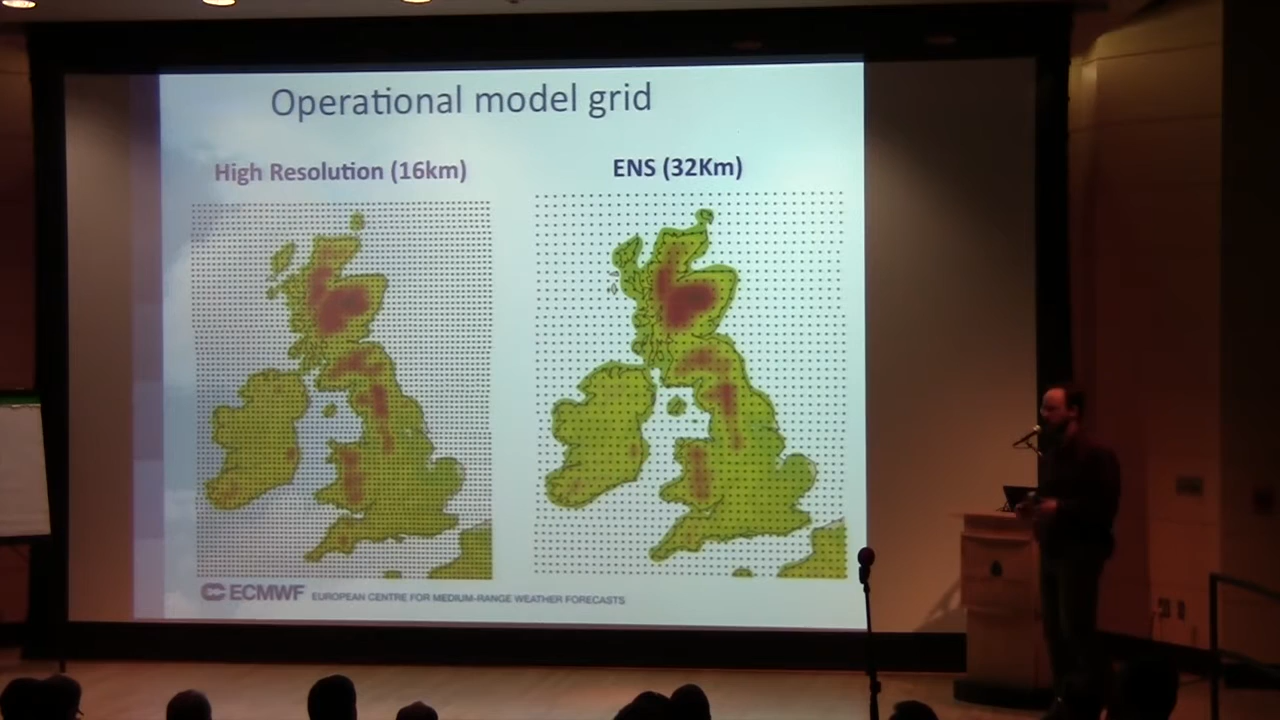 Operational model grid
High Resolution (16km)
ENS (32Km)
ECMWF EUROPEAN CENTRE FOR MEDIUM-RANGE WEATHER FORECASTS